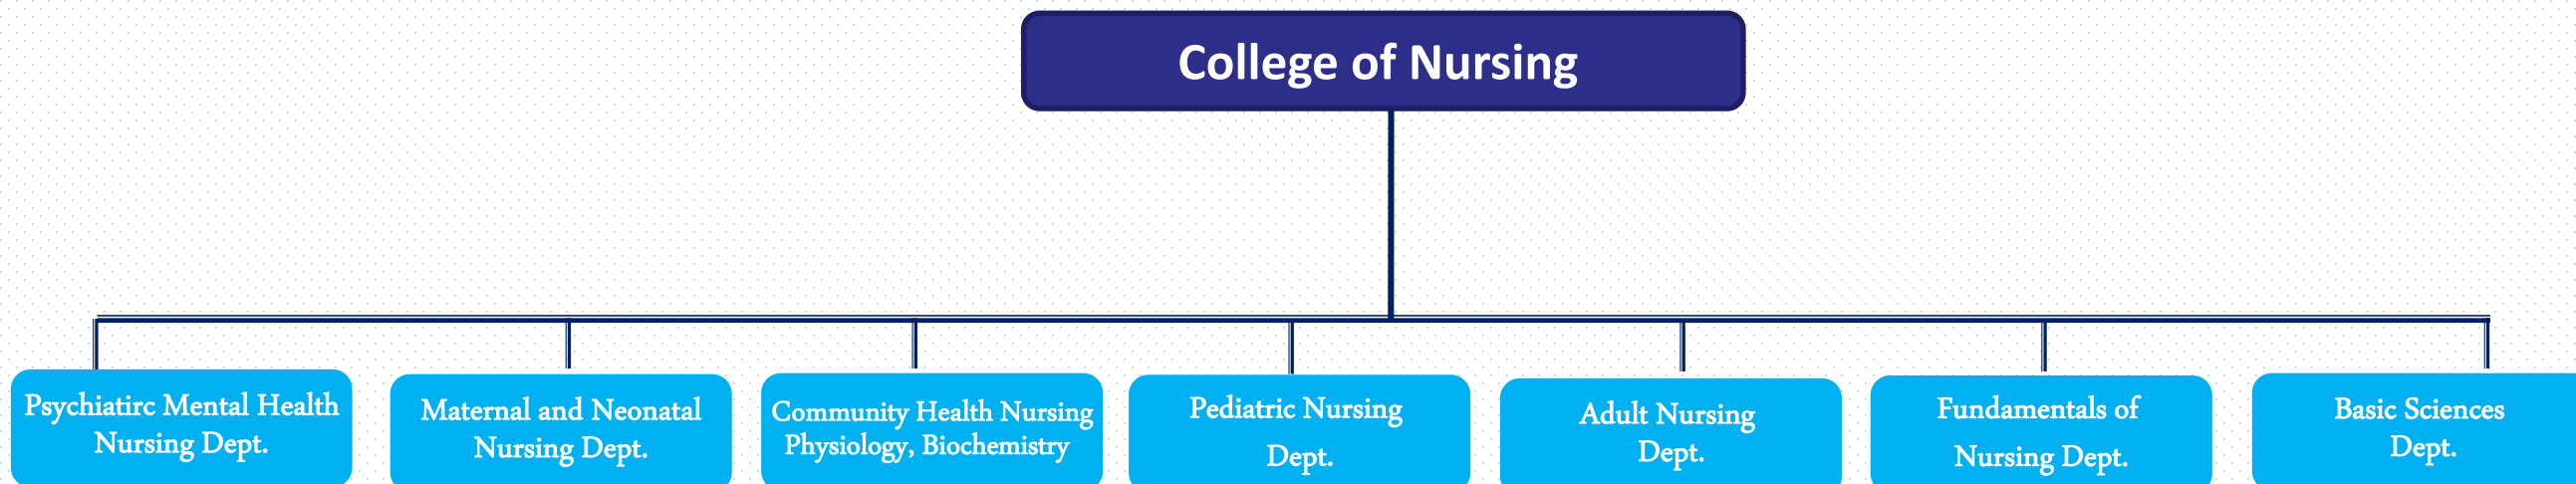 College of Nursing
Psychiatirc Mental Health
Nursing Dept.
Maternal and Neonatal
Nursing Dept.
Community Health Nursing
Physiology, Biochemistry
Pediatric Nursing
Dept.
Adult Nursing
Dept.
Fundamentals of
Nursing Dept.
Basic Sciences
Dept.